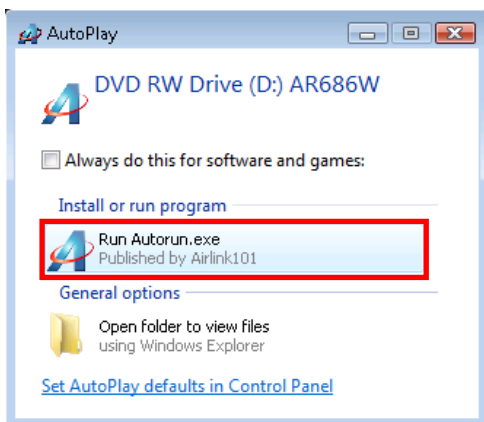 AutoPlay
DVD RW Drive (D:) AR686W
Always do this for software and games:
Install or run program
Run Autorun.exe
Published by Airlink101
General options
Open folder to view files
using Windows Explorer
Set AutoPlay defaults in Control Panel